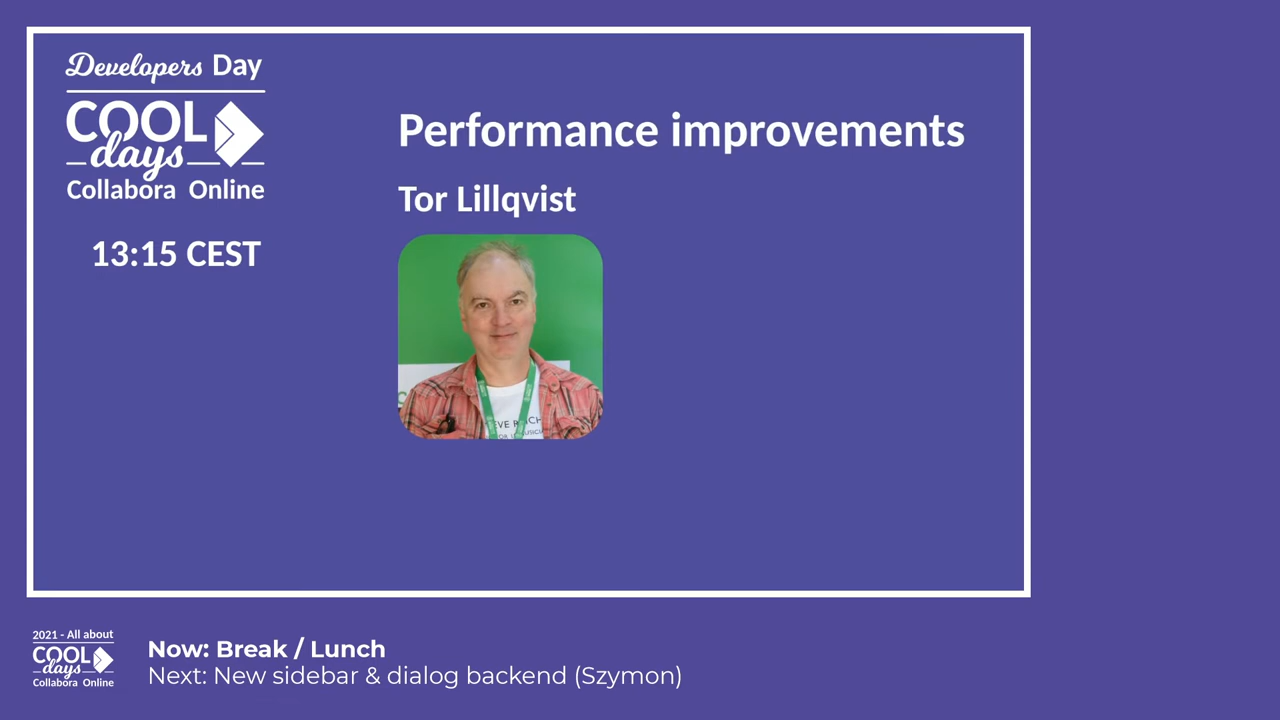 Developers Day
COOL
days
Collabora Online
13:15 CEST
Performance improvements
Tor Lillqvist
2021 - All about
COOL
days
Collabora Online
Now: Break / Lunch
Next: New sidebar & dialog backend (Szymon)